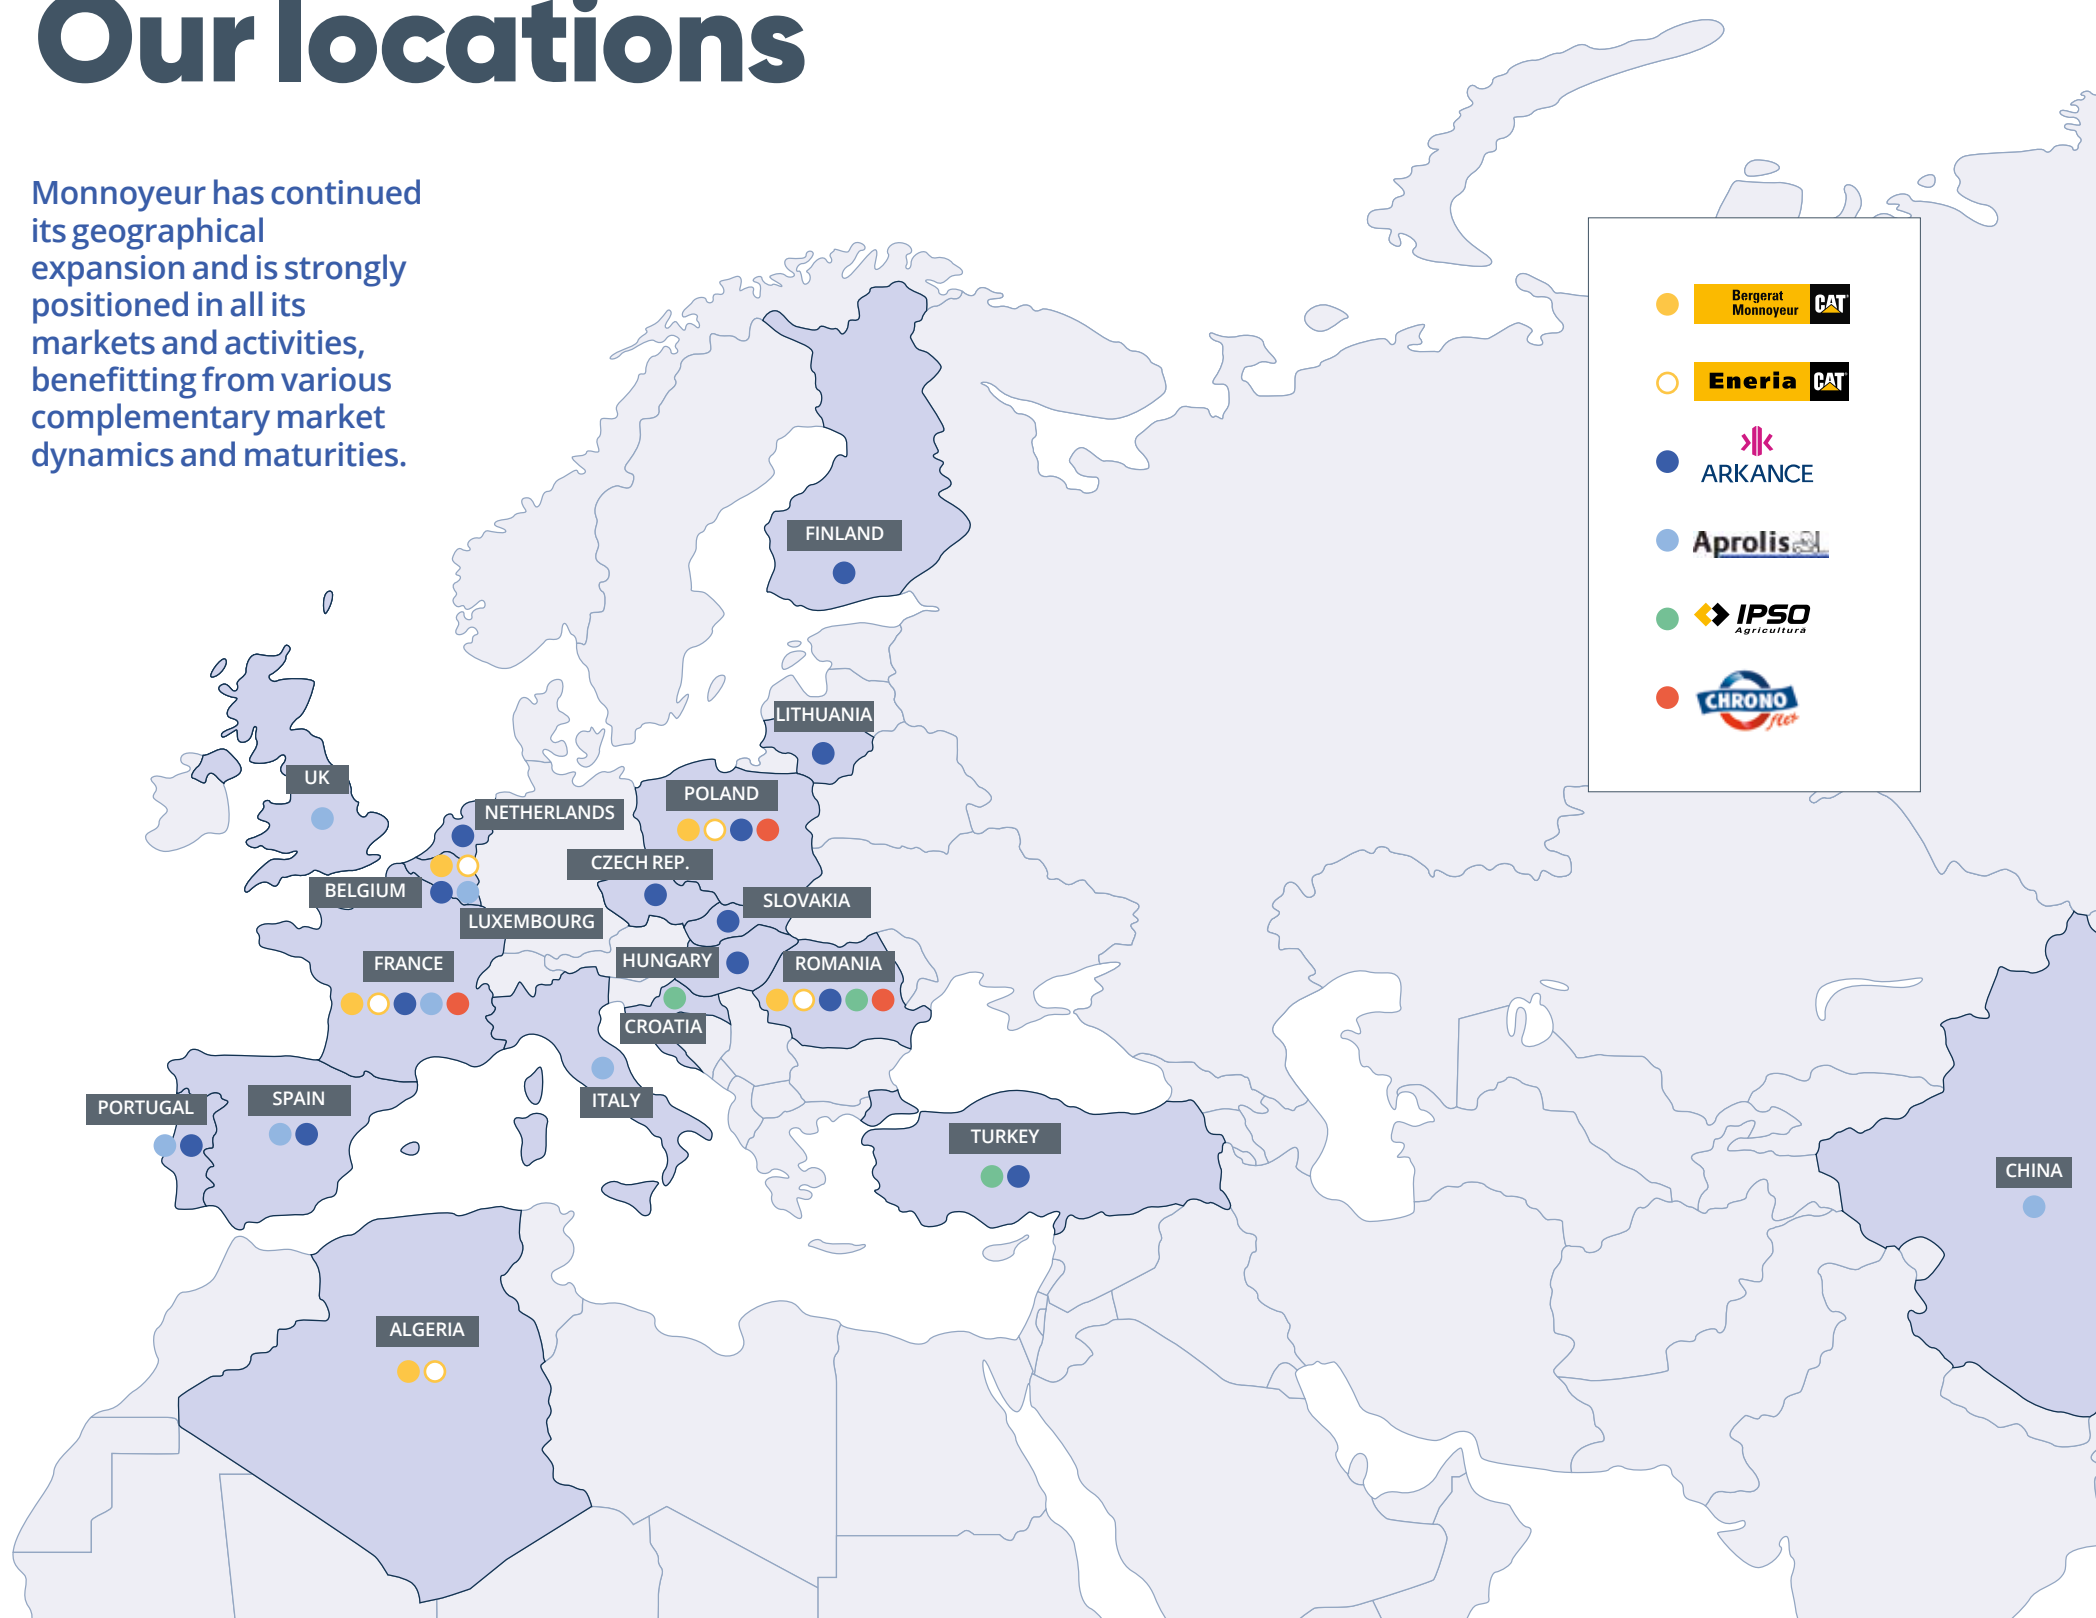 Our locations
Monnoyeur has continued
its geographical
expansion and is strongly
positioned in all its
markets and activities,
benefitting from various
complementary market
dynamics and maturities.
Bergerat
Monnoyeur
CAT
Eneria CAT
ARKANCE
Aprolis
IPSO
Agricultură
CHRONO
flex
FINLAND
LITHUANIA
UK
NETHERLANDS
POLAND
CZECH REP.
BELGIUM
SLOVAKIA
LUXEMBOURG
FRANCE
HUNGARY
ROMANIA
CROATIA
PORTUGAL
SPAIN
ITALY
TURKEY
CHINA
ALGERIA